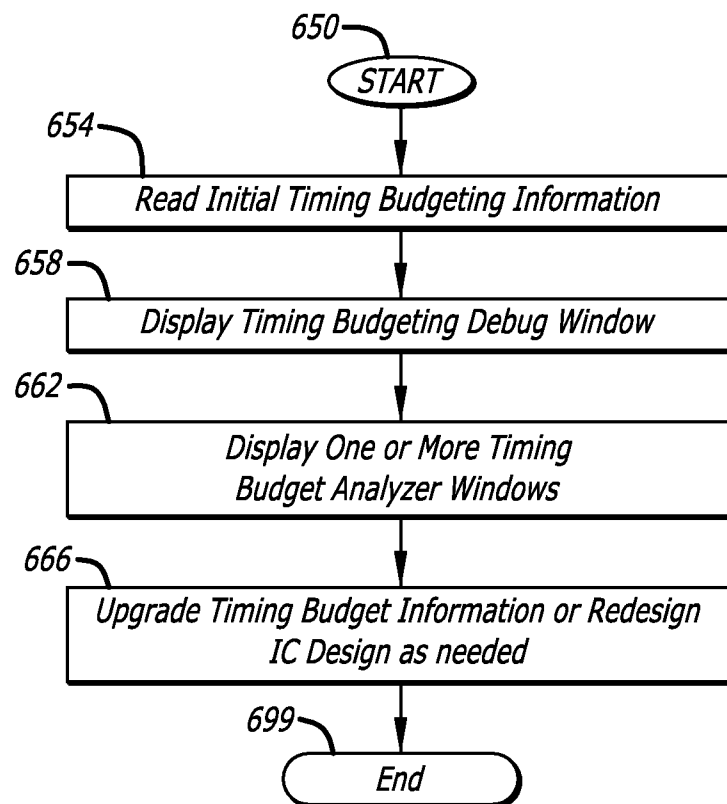 650
START
654
Read Initial Timing Budgeting Information
658
Display Timing Budgeting Debug Window
662
Display One or More Timing
Budget Analyzer Windows
666
Upgrade Timing Budget Information or Redesign
IC Design as needed
699
End